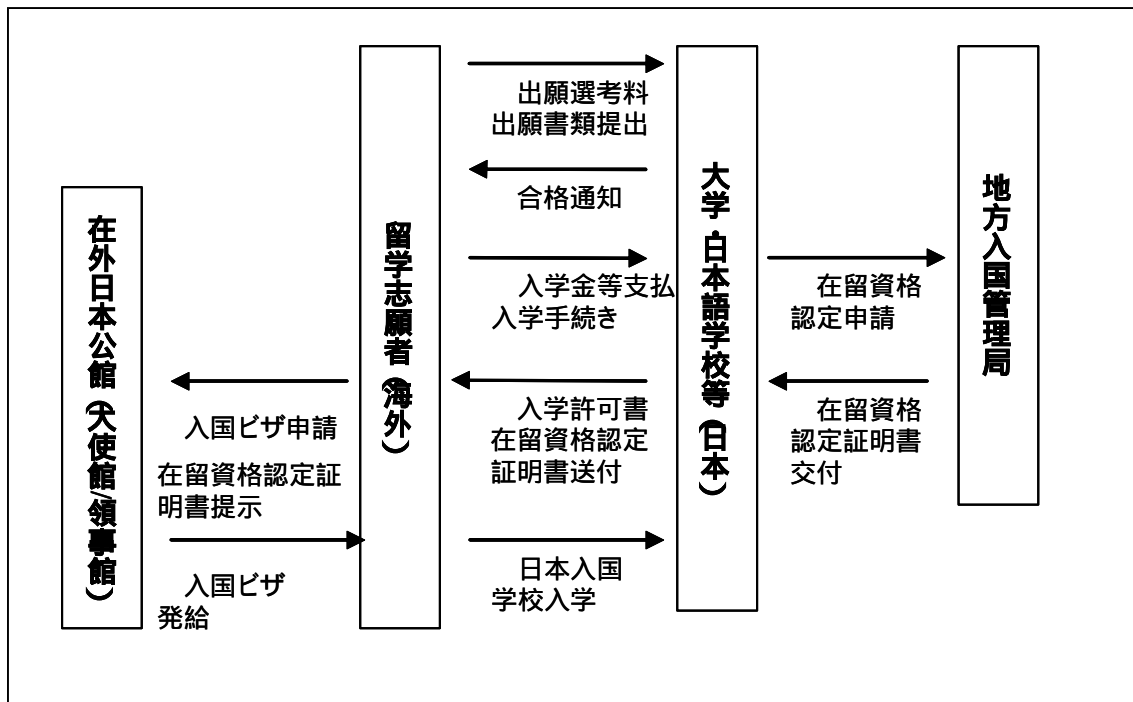 在外日本公館(大使館/領事館)
留学志願者(海外)
出願選考料
出願書類提出
合格通知
入学金等支払
入学手続き
入学許可書
在留資格認定
証明書送付
日本入国
学校入学
入国ビザ申請
在留資格認定証
明書提示
入国ビザ
発給
大学・日本語学校等(日本)
在留資格
認定申請
在留資格
認定証明書
交付
地方入国管理局